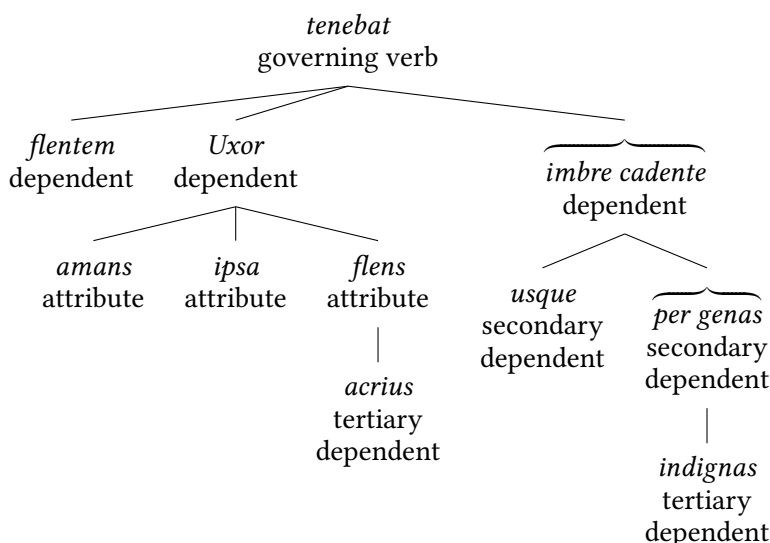 tenebat
governing verb
flentem
dependent
Uxor
dependent
imbre cadente
dependent
amans
attribute
ipsa
attribute
flens
attribute
usque
secondary
dependent
per genas
secondary
dependent
acrius
tertiary
dependent
indignas
tertiary
dependent